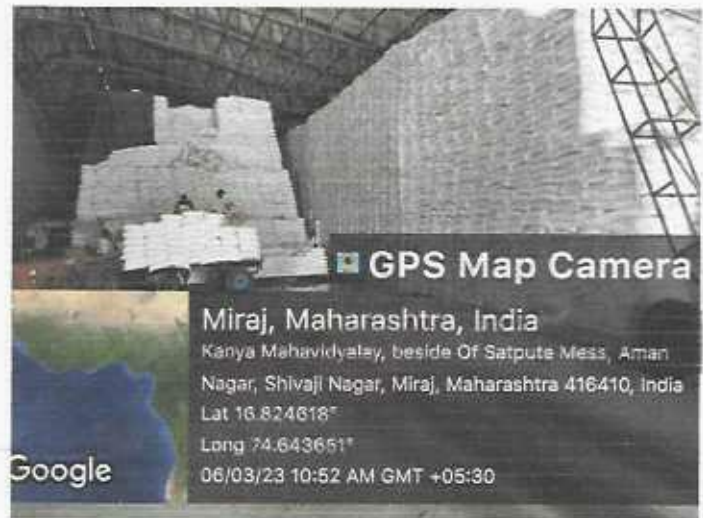 GPS Map Camera
Miraj, Maharashtra, India
Kanya Mahavidyalay, beside Of Satpute Mess, Aman
Nagar, Shivaji Nagar, Miraj, Maharashtra 416410, India
Lat 16.824618°
Long 74.643651°
06/03/23 10:52 AM GMT +05:30
Google